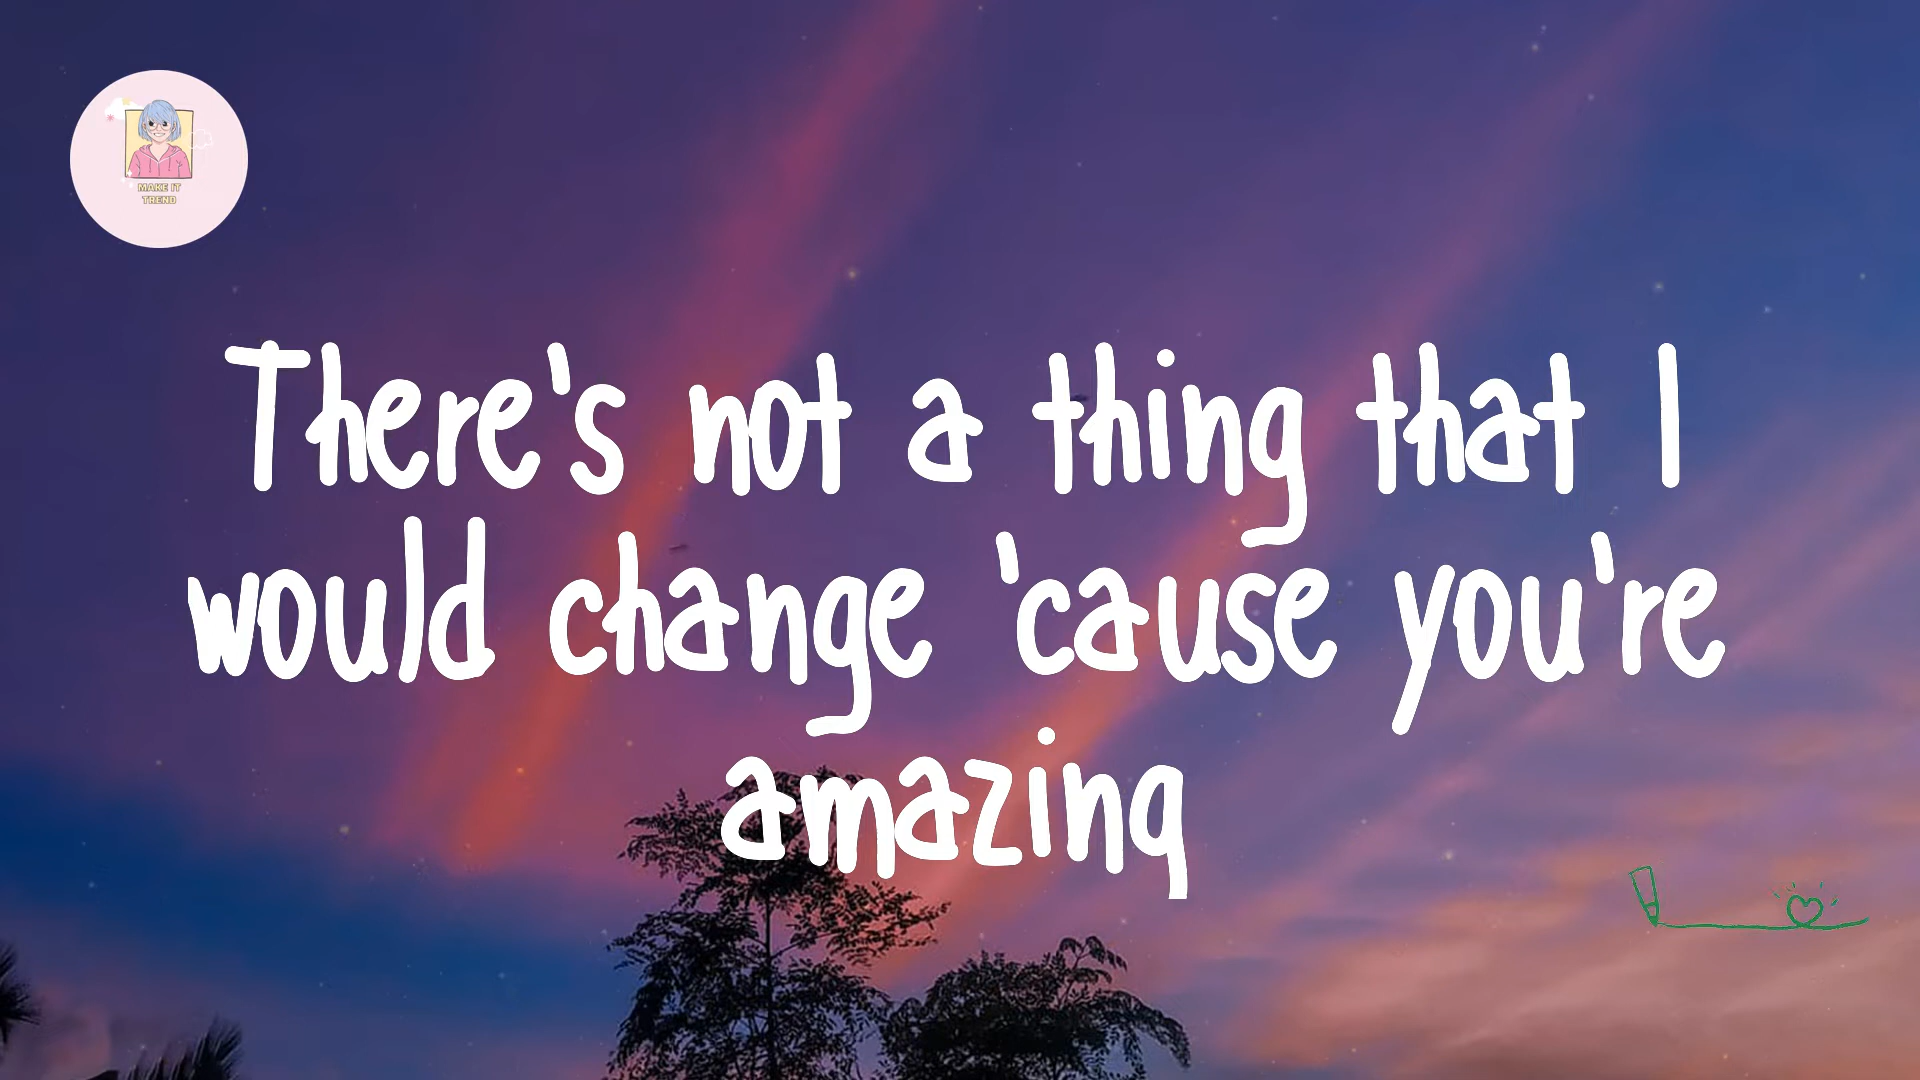 MAKE IT
TREND
There's not a thing that I
would change 'cause you're
amazing